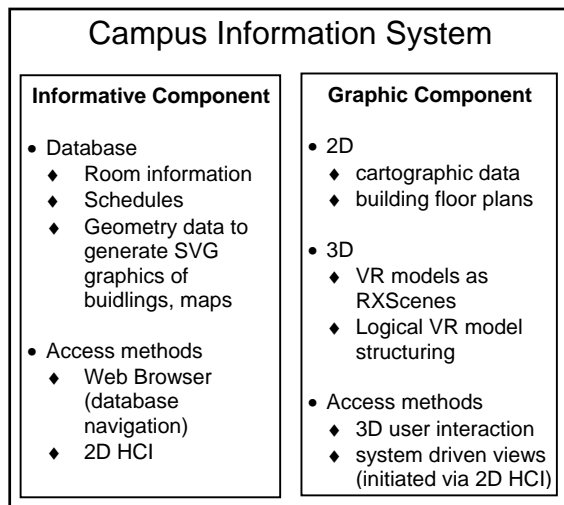 Campus Information System
Informative Component
• Database
♦ Room information
♦ Schedules
♦ Geometry data to
generate SVG
graphics of
buidlings, maps
• Access methods
♦ Web Browser
(database
navigation)
♦ 2D HCI
Graphic Component
• 2D
♦ cartographic data
♦ building floor plans
• 3D
♦ VR models as
RXScenes
♦ Logical VR model
structuring
• Access methods
♦ 3D user interaction
♦ system driven views
(initiated via 2D HCI)